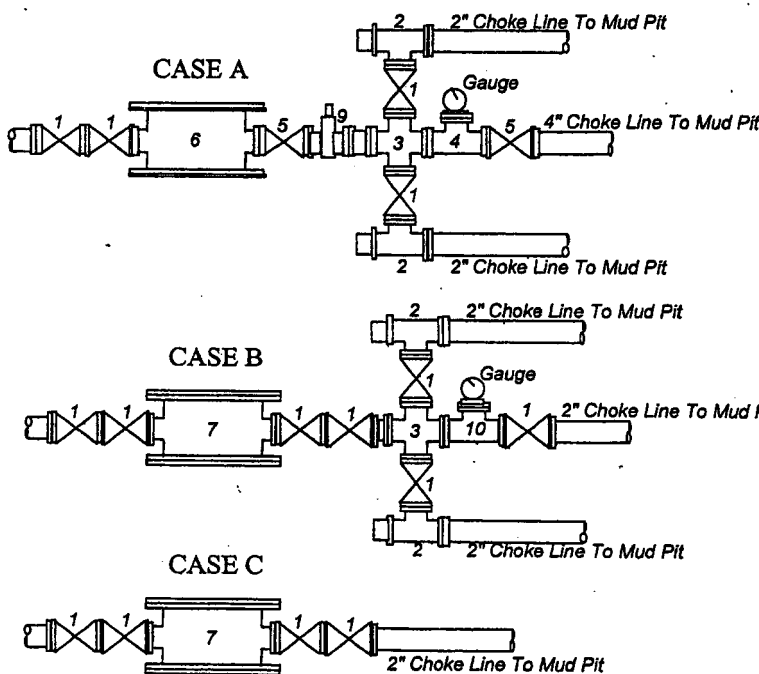 2
2" Choke Line To Mud Pit
CASE A
Gauge
1
1
1
9
5
6
3
4
5
4" Choke Line To Mud Pit
1
2
2" Choke Line To Mud Pit
2
2" Choke Line To Mud Pit
CASE B
Gauge
1
1
1
1
1
1
7
3
10
2" Choke Line To Mud P
1
2
2" Choke Line To Mud Pit
CASE C
1
1
1
1
7
2" Choke Line To Mud Pit